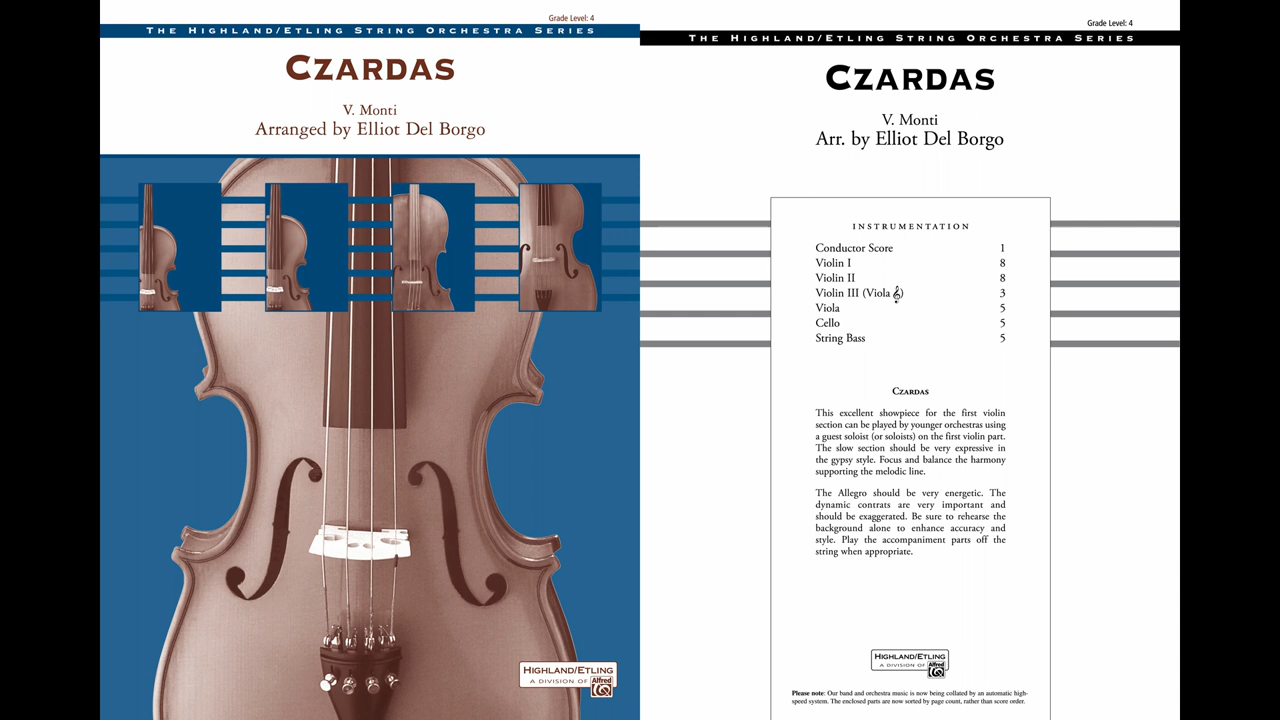 Grade Level: 4
THE HIGHLAND/ETLING STRING ORCHESTRA SERIES
CZARDAS
V. Monti
Arranged by Elliot Del Borgo
HIGHLAND/ETLING
A DIVISION OF Alfred
Grade Level: 4
THE HIGHLAND/ETLING STRING ORCHESTRA SERIES
CZARDAS
V. Monti
Arr. by Elliot Del Borgo
INSTRUMENTATION
Conductor Score 1
Violin I 8
Violin II 8
Violin III (Viola 𝄞) 3
Viola 5
Cello 5
String Bass 5
CZARDAS
This excellent showpiece for the first violin
section can be played by younger orchestras using
a guest soloist (or soloists) on the first violin part.
The slow section should be very expressive in
the gypsy style. Focus and balance the harmony
supporting the melodic line.
The Allegro should be very energetic. The
dynamic contrats are very important and
should be exaggerated. Be sure to rehearse the
background alone to enhance accuracy and
style. Play the accompaniment parts off the
string when appropriate.
HIGHLAND/ETLING
A DIVISION OF Alfred
Please note: Our band and orchestra music is now being collated by an automatic high-
speed system. The enclosed parts are now sorted by page count, rather than score order.